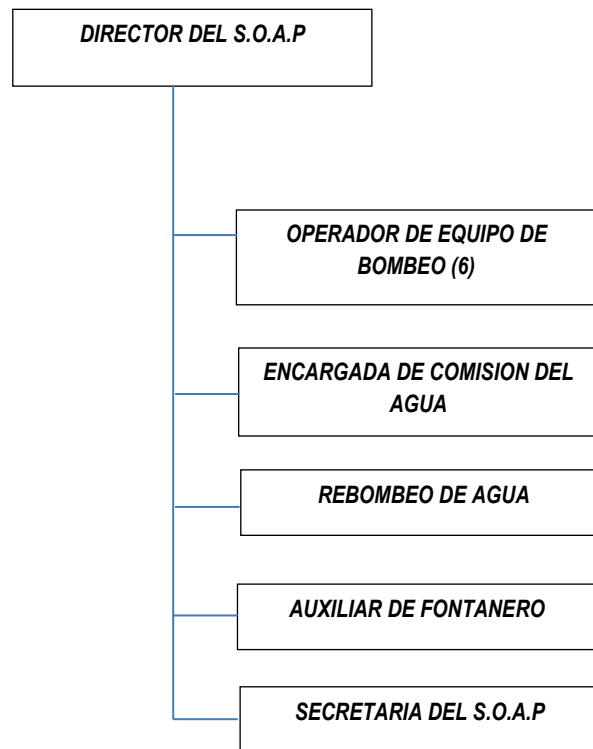 DIRECTOR DEL S.O.A.P
OPERADOR DE EQUIPO DE
BOMBEO (6)
ENCARGADA DE COMISION DEL
AGUA
REBOMBEO DE AGUA
AUXILIAR DE FONTANERO
SECRETARIA DEL S.O.A.P